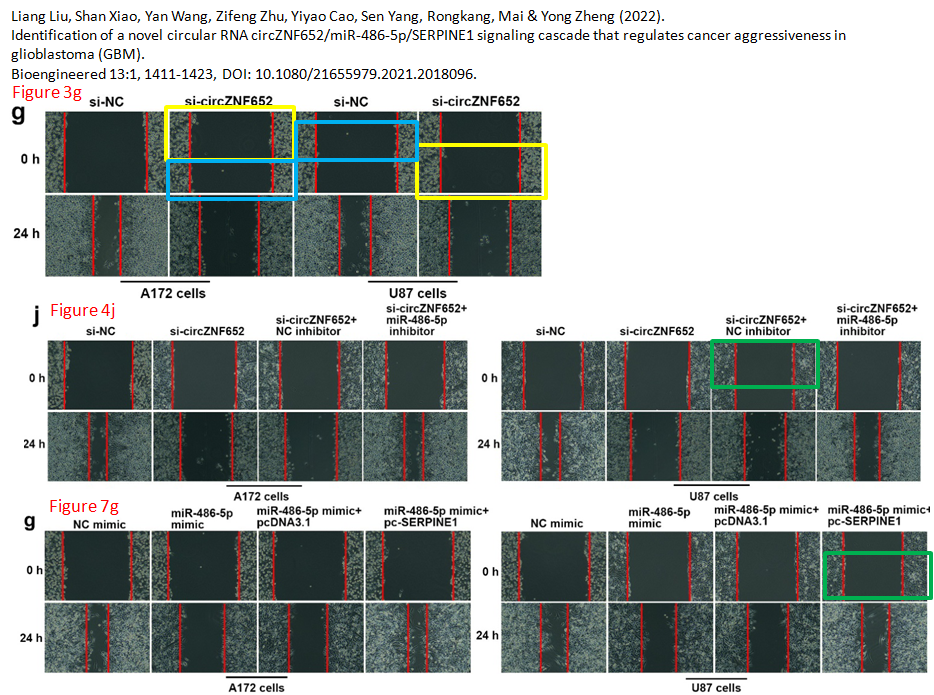 Liang Liu, Shan Xiao, Yan Wang, Zifeng Zhu, Yiyao Cao, Sen Yang, Rongkang, Mai & Yong Zheng (2022).
Identification of a novel circular RNA circZNF652/miR-486-5p/SERPINE1 signaling cascade that regulates cancer aggressiveness in
glioblastoma (GBM).
Bioengineered 13:1, 1411-1423, DOI: 10.1080/21655979.2021.2018096.
Figure 3g
g
si-NC si-circZNF652 si-NC si-circZNF652
0 h
24 h
A172 cells U87 cells
j
Figure 4j
si-NC si-circZNF652 si-circZNF652+ NC inhibitor si-circZNF652+ miR-486-5p inhibitor
si-NC si-circZNF652 si-circZNF652+ NC inhibitor si-circZNF652+ miR-486-5p inhibitor
0 h 0 h
24 h 24 h
A172 cells U87 cells
Figure 7g
g
NC mimic miR-486-5p mimic miR-486-5p mimic+ pcDNA3.1 miR-486-5p mimic+ pc-SERPINE1
NC mimic miR-486-5p mimic miR-486-5p mimic+ pcDNA3.1 miR-486-5p mimic+ pc-SERPINE1
0 h 0 h
24 h 24 h
A172 cells U87 cells